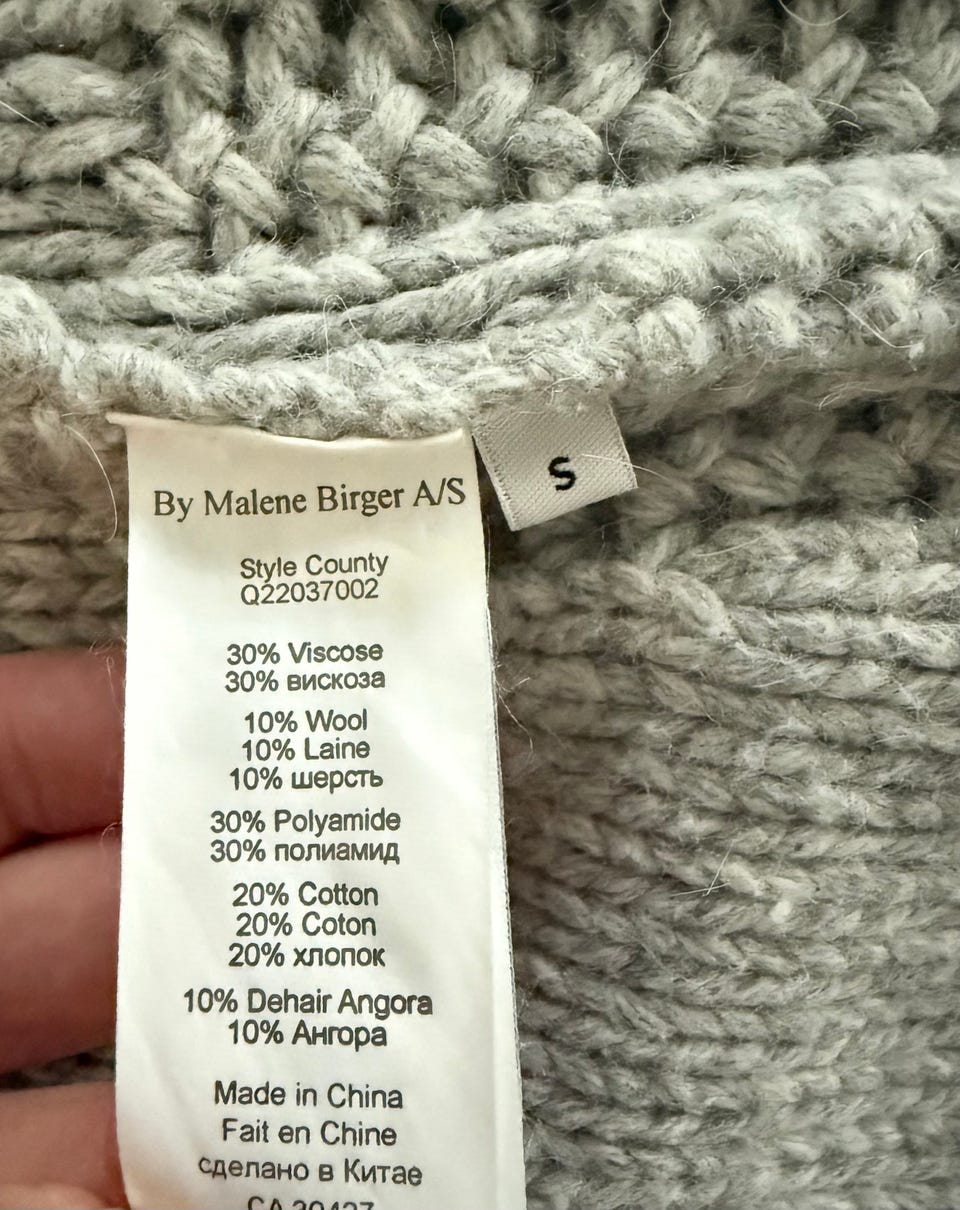 By Malene Birger A/S
S
Style County
Q22037002
30% Viscose
30% вискоза
10% Wool
10% Laine
10% шерсть
30% Polyamide
30% полиамид
20% Cotton
20% Coton
20% хлопок
10% Dehair Angora
10% Ангора
Made in China
Fait en Chine
сделано в Китае